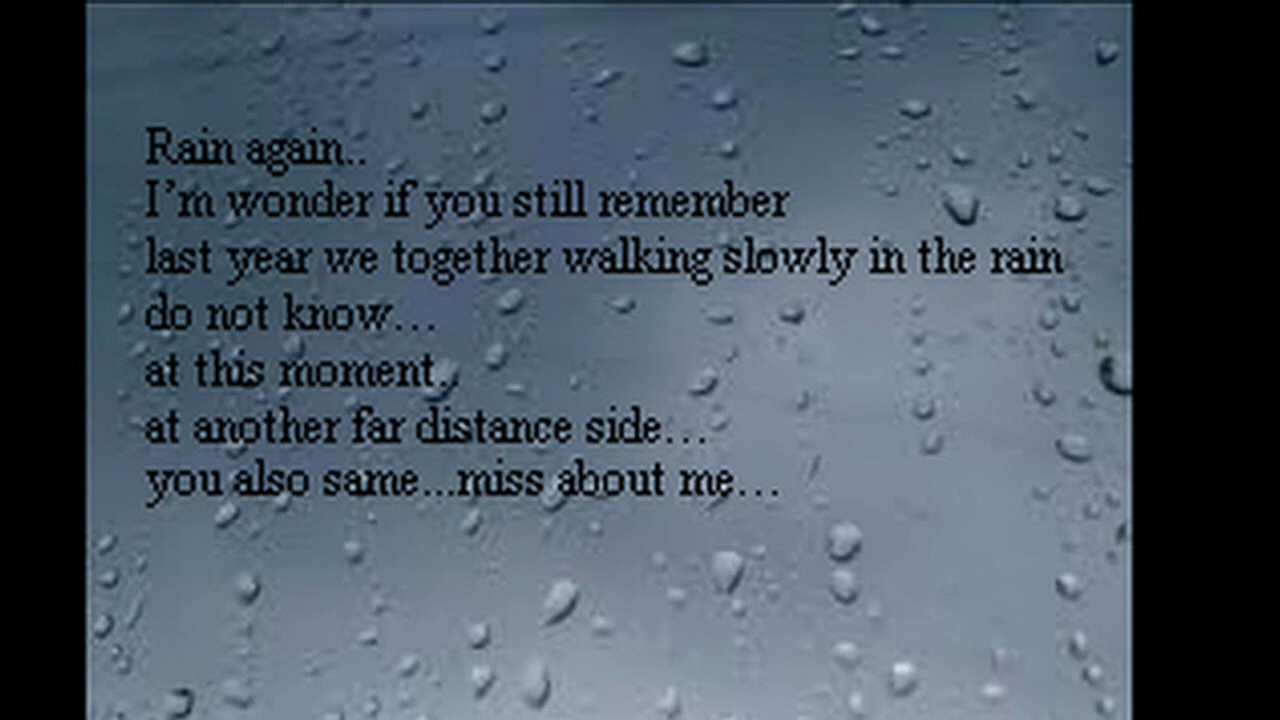 Rain again..
I’m wonder if you still remember
last year we together walking slowly in the rain
do not know…
at this moment..
at another far distance side…
you also same...miss about me…